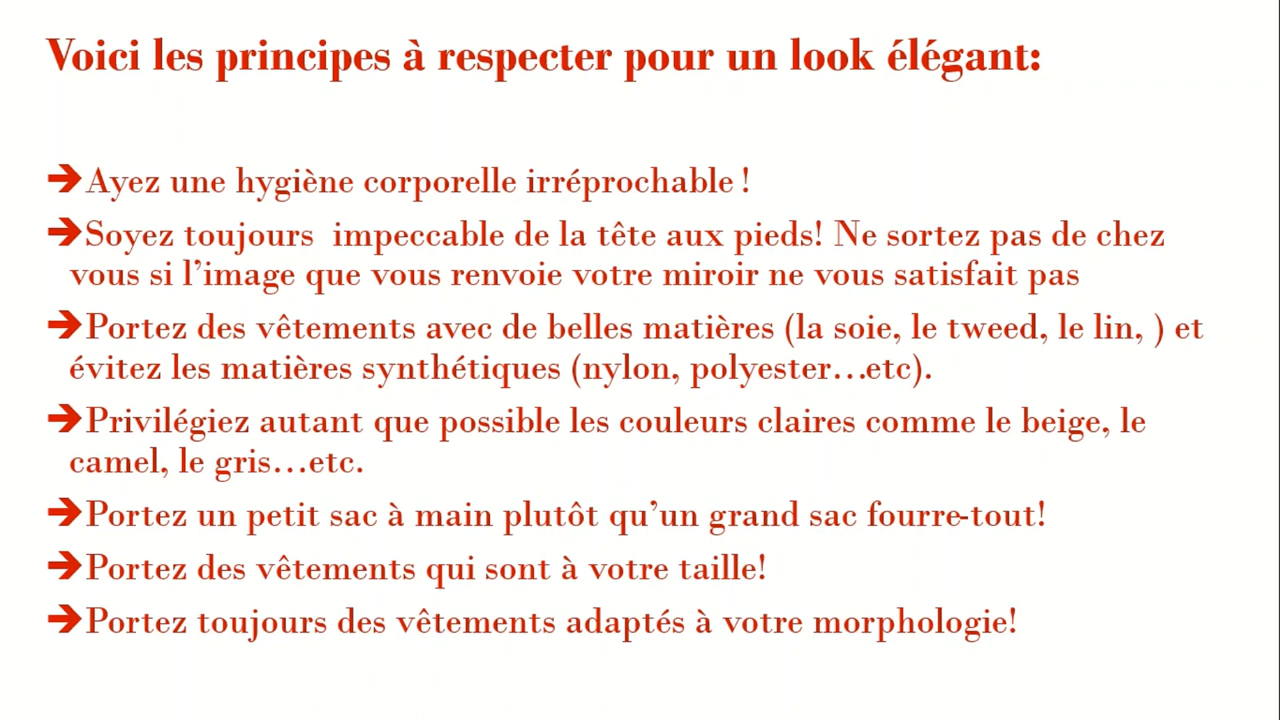 Voici les principes à respecter pour un look élégant:
➔Ayez une hygiène corporelle irréprochable !
➔Soyez toujours  impeccable de la tête aux pieds! Ne sortez pas de chez
vous si l’image que vous renvoie votre miroir ne vous satisfait pas
➔Portez des vêtements avec de belles matières (la soie, le tweed, le lin, ) et
évitez les matières synthétiques (nylon, polyester…etc).
➔Privilégiez autant que possible les couleurs claires comme le beige, le
camel, le gris…etc.
➔Portez un petit sac à main plutôt qu’un grand sac fourre-tout!
➔Portez des vêtements qui sont à votre taille!
➔Portez toujours des vêtements adaptés à votre morphologie!